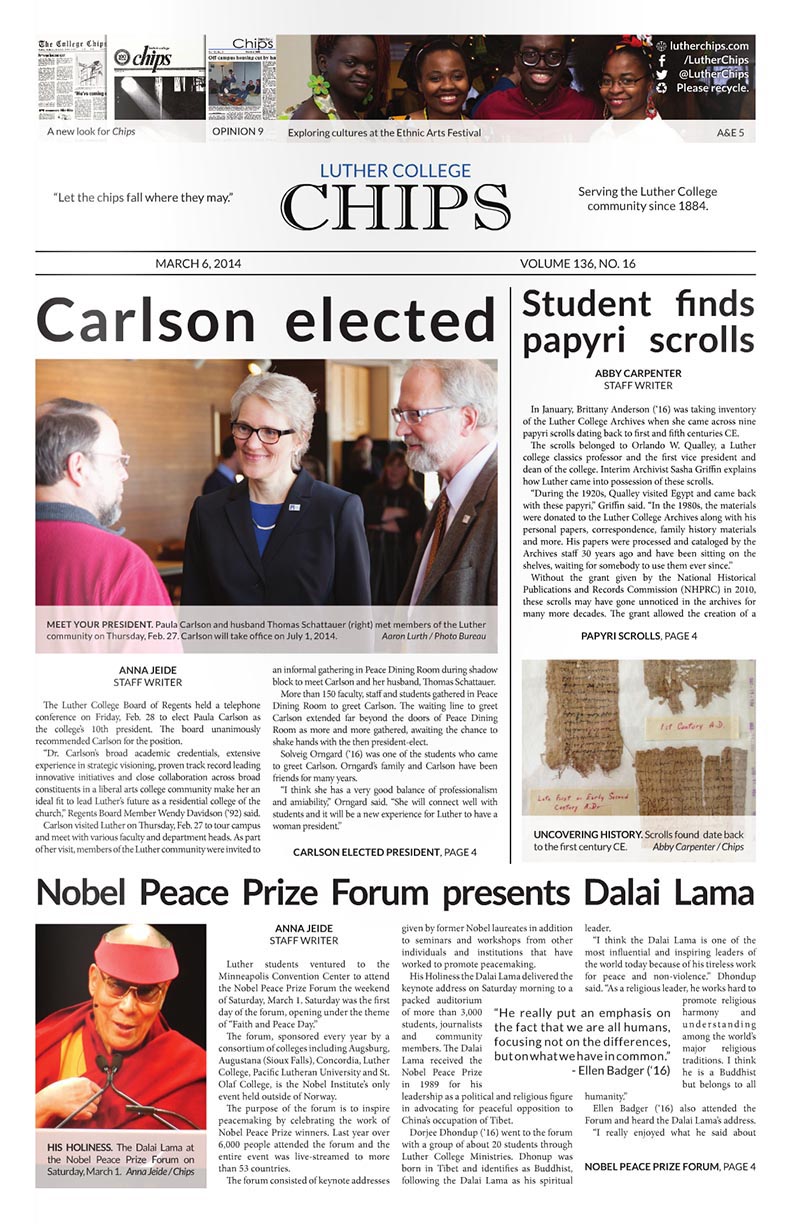 The College Chips
chips
Chips
Off campus housing cut by ha
lutherchips.com
/LutherChips
@LutherChips
Please recycle.
A new look for Chips
OPINION 9
Exploring cultures at the Ethnic Arts Festival
A&E 5
LUTHER COLLEGE
CHIPS
“Let the chips fall where they may.”
Serving the Luther College
community since 1884.
MARCH 6, 2014
VOLUME 136, NO. 16
Carlson elected
MEET YOUR PRESIDENT. Paula Carlson and husband Thomas Schattauer (right) met members of the Luther
community on Thursday, Feb. 27. Carlson will take office on July 1, 2014.
Aaron Lurth / Photo Bureau
ANNA JEIDE
STAFF WRITER
The Luther College Board of Regents held a telephone
conference on Friday, Feb. 28 to elect Paula Carlson as
the college’s 10th president. The board unanimously
recommended Carlson for the position.
“Dr. Carlson’s broad academic credentials, extensive
experience in strategic visioning, proven track record leading
innovative initiatives and close collaboration across broad
constituents in a liberal arts college community make her an
ideal fit to lead Luther’s future as a residential college of the
church,” Regents Board Member Wendy Davidson (’92) said.
Carlson visited Luther on Thursday, Feb. 27 to tour campus
and meet with various faculty and department heads. As part
of her visit, members of the Luther community were invited to
an informal gathering in Peace Dining Room during shadow
block to meet Carlson and her husband, Thomas Schattauer.
More than 150 faculty, staff and students gathered in Peace
Dining Room to greet Carlson. The waiting line to greet
Carlson extended far beyond the doors of Peace Dining
Room as more and more gathered, awaiting the chance to
shake hands with the then president-elect.
Solveig Orngard (’16) was one of the students who came
to greet Carlson. Orngard’s family and Carlson have been
friends for many years.
“I think she has a very good balance of professionalism
and amiability,” Orngard said. “She will connect well with
students and it will be a new experience for Luther to have a
woman president.”
CARLSON ELECTED PRESIDENT, PAGE 4
Student finds
papyri scrolls
ABBY CARPENTER
STAFF WRITER
In January, Brittany Anderson (’16) was taking inventory
of the Luther College Archives when she came across nine
papyri scrolls dating back to first and fifth centuries CE.
The scrolls belonged to Orlando W. Qualley, a Luther
college classics professor and the first vice president and
dean of the college. Interim Archivist Sasha Griffin explains
how Luther came into possession of these scrolls.
“During the 1920s, Qualley visited Egypt and came back
with these papyri,” Griffin said. “In the 1980s, the materials
were donated to the Luther College Archives along with his
personal papers, correspondence, family history materials
and more. His papers were processed and cataloged by the
Archives staff 30 years ago and have been sitting on the
shelves, waiting for somebody to use them ever since.”
Without the grant given by the National Historical
Publications and Records Commission (NHPRC) in 2010,
these scrolls may have gone unnoticed in the archives for
many more decades. The grant allowed the creation of a
PAPYRI SCROLLS, PAGE 4
1st Century A.D.
Late First or Early Second
Century A.D.
UNCOVERING HISTORY. Scrolls found date back
to the first century CE.
Abby Carpenter / Chips
Nobel Peace Prize Forum presents Dalai Lama
HIS HOLINESS. The Dalai Lama at
the Nobel Peace Prize Forum on
Saturday, March 1. Anna Jeide / Chips
ANNA JEIDE
STAFF WRITER
Luther students ventured to the
Minneapolis Convention Center to attend
the Nobel Peace Prize Forum the weekend
of Saturday, March 1. Saturday was the first
day of the forum, opening under the theme
of “Faith and Peace Day.”
The forum, sponsored every year by a
consortium of colleges including Augsburg,
Augustana (Sioux Falls), Concordia, Luther
College, Pacific Lutheran University and St.
Olaf College, is the Nobel Institute’s only
event held outside of Norway.
The purpose of the forum is to inspire
peacemaking by celebrating the work of
Nobel Peace Prize winners. Last year over
6,000 people attended the forum and the
entire event was live-streamed to more
than 53 countries.
The forum consisted of keynote addresses
given by former Nobel laureates in addition
to seminars and workshops from other
individuals and institutions that have
worked to promote peacemaking.
His Holiness the Dalai Lama delivered the
keynote address on Saturday morning to a
packed auditorium
of more than 3,000
students, journalists
and community
members. The Dalai
Lama received the
Nobel Peace Prize
in 1989 for his
leadership as a political and religious figure
in advocating for peaceful opposition to
China’s occupation of Tibet.
Dorjee Dhondup (’16) went to the forum
with a group of about 20 students through
Luther College Ministries. Dhonup was
born in Tibet and identifies as Buddhist,
following the Dalai Lama as his spiritual
“He really put an emphasis on
the fact that we are all humans,
focusing not on the differences,
but on what we have in common.”
- Ellen Badger (’16)
leader.
“I think the Dalai Lama is one of the
most influential and inspiring leaders of
the world today because of his tireless work
for peace and non-violence.” Dhondup
said. “As a religious leader, he works hard to
promote religious
harmony and
understanding
among the world’s
major religious
traditions. I think
he is a Buddhist
but belongs to all
humanity.”
Ellen Badger (’16) also attended the
Forum and heard the Dalai Lama’s address.
“I really enjoyed what he said about
NOBEL PEACE PRIZE FORUM, PAGE 4